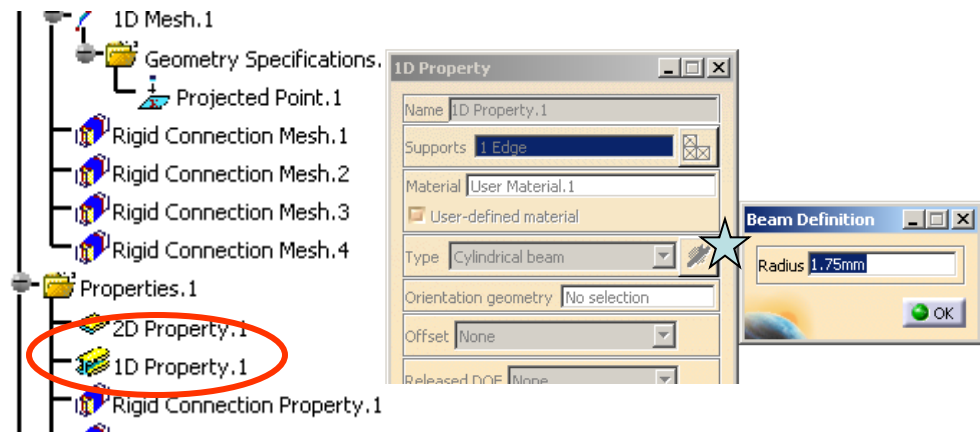 1D Mesh.1
Geometry Specifications.
Projected Point.1
Rigid Connection Mesh.1
Rigid Connection Mesh.2
Rigid Connection Mesh.3
Rigid Connection Mesh.4
Properties.1
2D Property.1
1D Property.1
Rigid Connection Property.1
1D Property
Name 1D Property.1
Supports 1 Edge
Material User Material.1
User-defined material
Type Cylindrical beam
Orientation geometry No selection
Offset None
Released DOF None
Beam Definition
Radius 1.75mm
OK